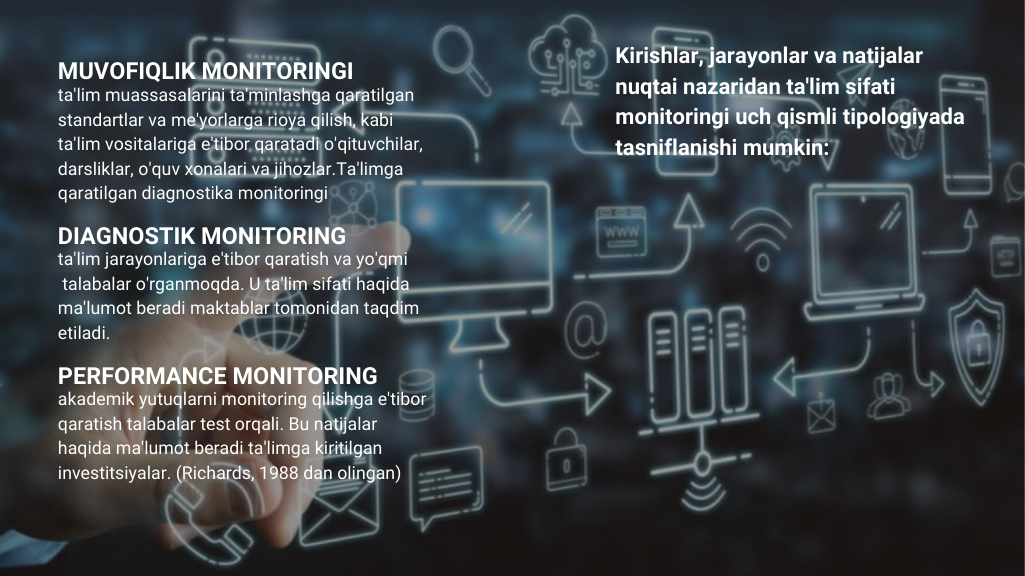 MUVOFIQLIK MONITORINGI
ta'lim muassasalarini ta'minlashga qaratilgan
standartlar va me'yorlarga rioya qilish, kabi
ta'lim vositalariga e'tibor qaratadi o'qituvchilar,
darsliklar, o'quv xonalari va jihozlar.Ta'limga
qaratilgan diagnostika monitoringi
DIAGNOSTIK MONITORING
ta'lim jarayonlariga e'tibor qaratish va yo'qmi
talabalar o'rganmoqda. U ta'lim sifati haqida
ma'lumot beradi maktablar tomonidan taqdim
etiladi.
PERFORMANCE MONITORING
akademik yutuqlarni monitoring qilishga e'tibor
qaratish talabalar test orqali. Bu natijalar
haqida ma'lumot beradi ta'limga kiritilgan
investitsiyalar. (Richards, 1988 dan olingan)
Kirishlar, jarayonlar va natijalar
nuqtai nazaridan ta'lim sifati
monitoringi uch qismli tipologiyada
tasniflanishi mumkin:
WWW
@
HTTP